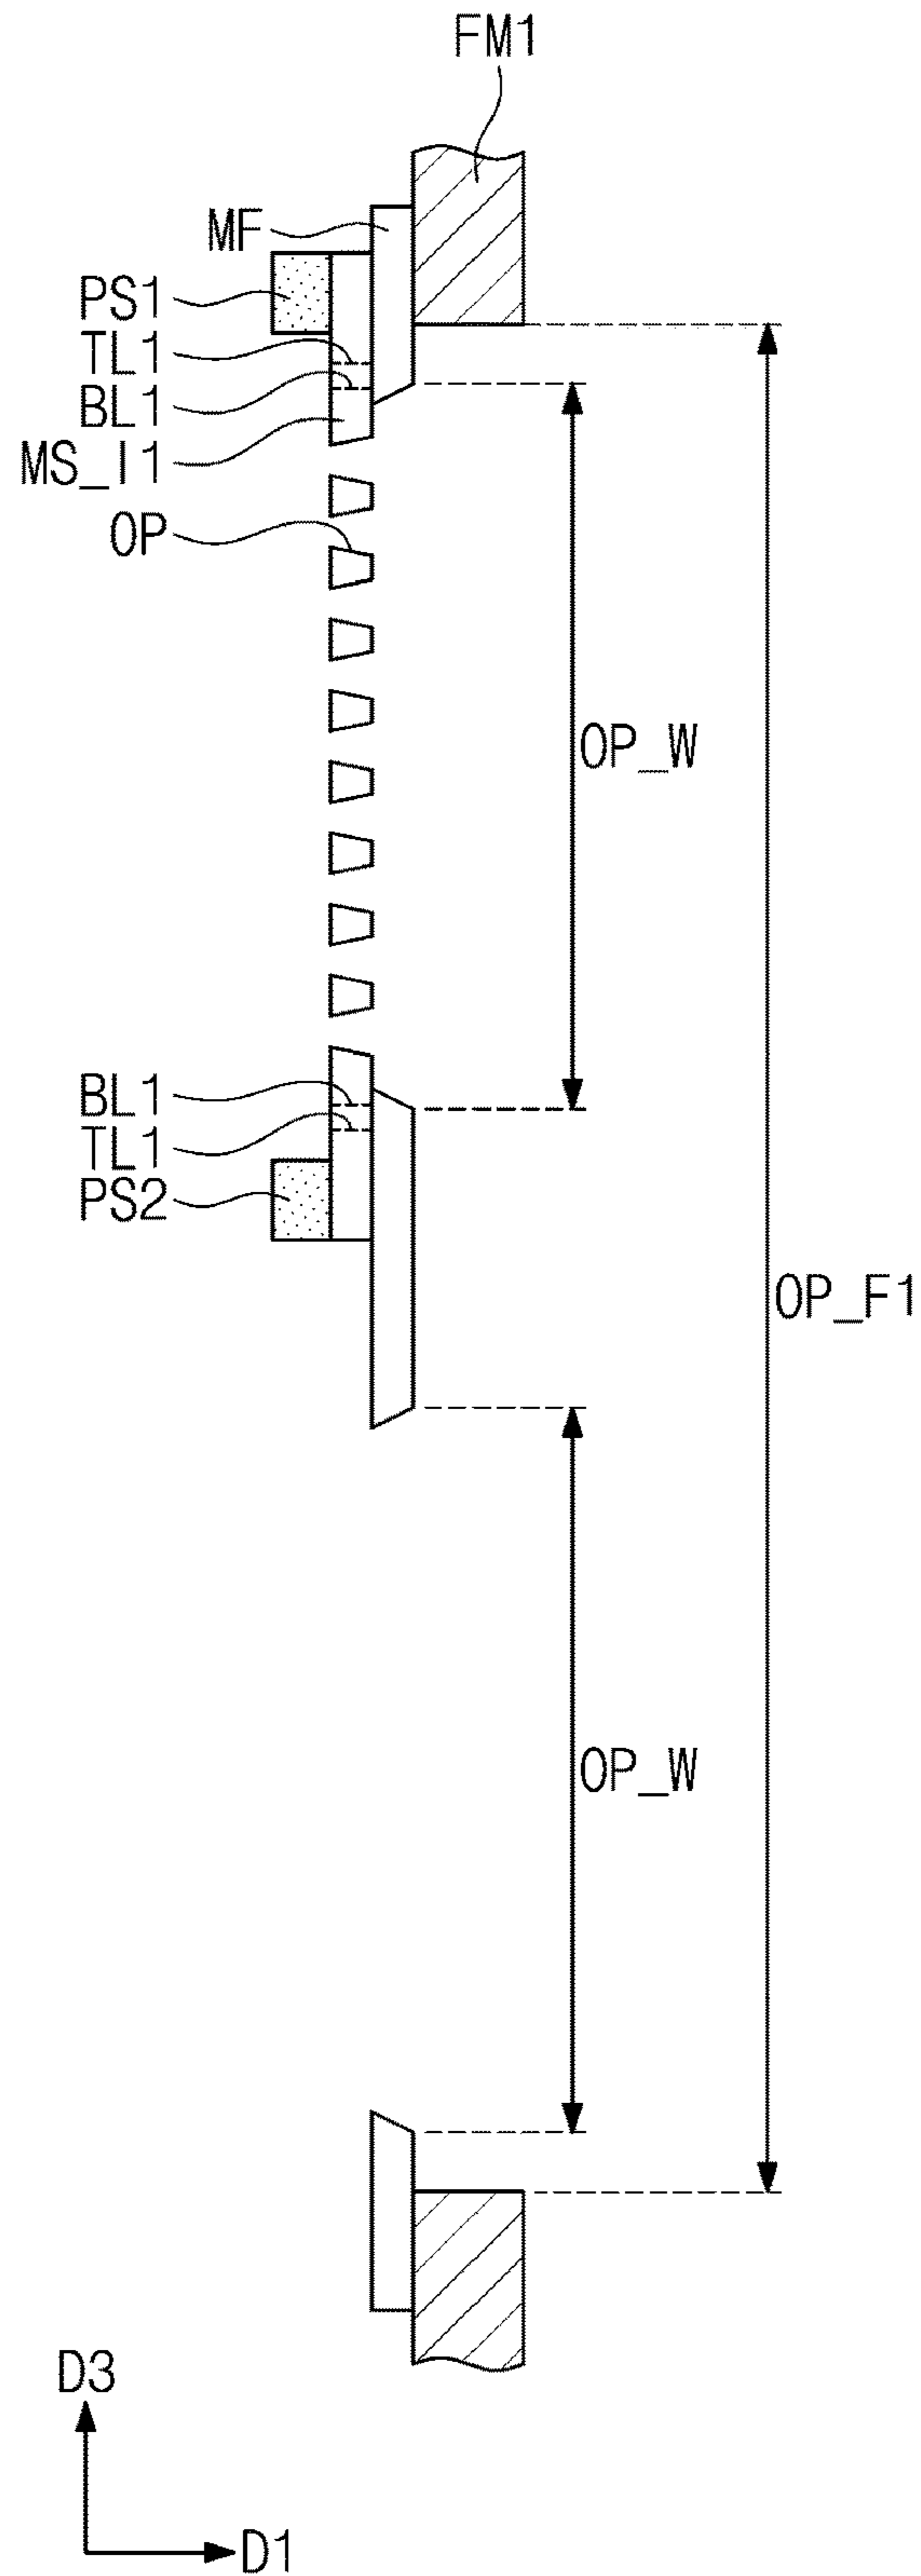 FM1
MF
PS1
TL1
BL1
MS_I1
OP
OP_W
BL1
TL1
PS2
OP_F1
OP_W
D3
D1